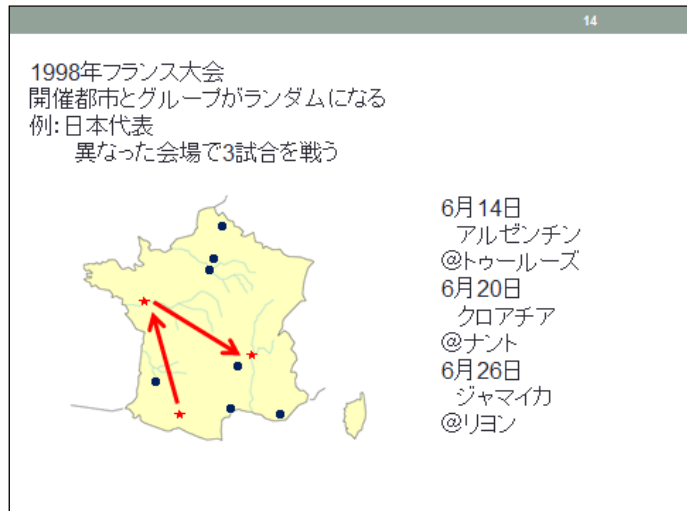 14
1998年フランス大会
開催都市とグループがランダムになる
例:日本代表
異なった会場で3試合を戦う
6月14日
アルゼンチン
@トゥールーズ
6月20日
クロアチア
@ナント
6月26日
ジャマイカ
@リヨン